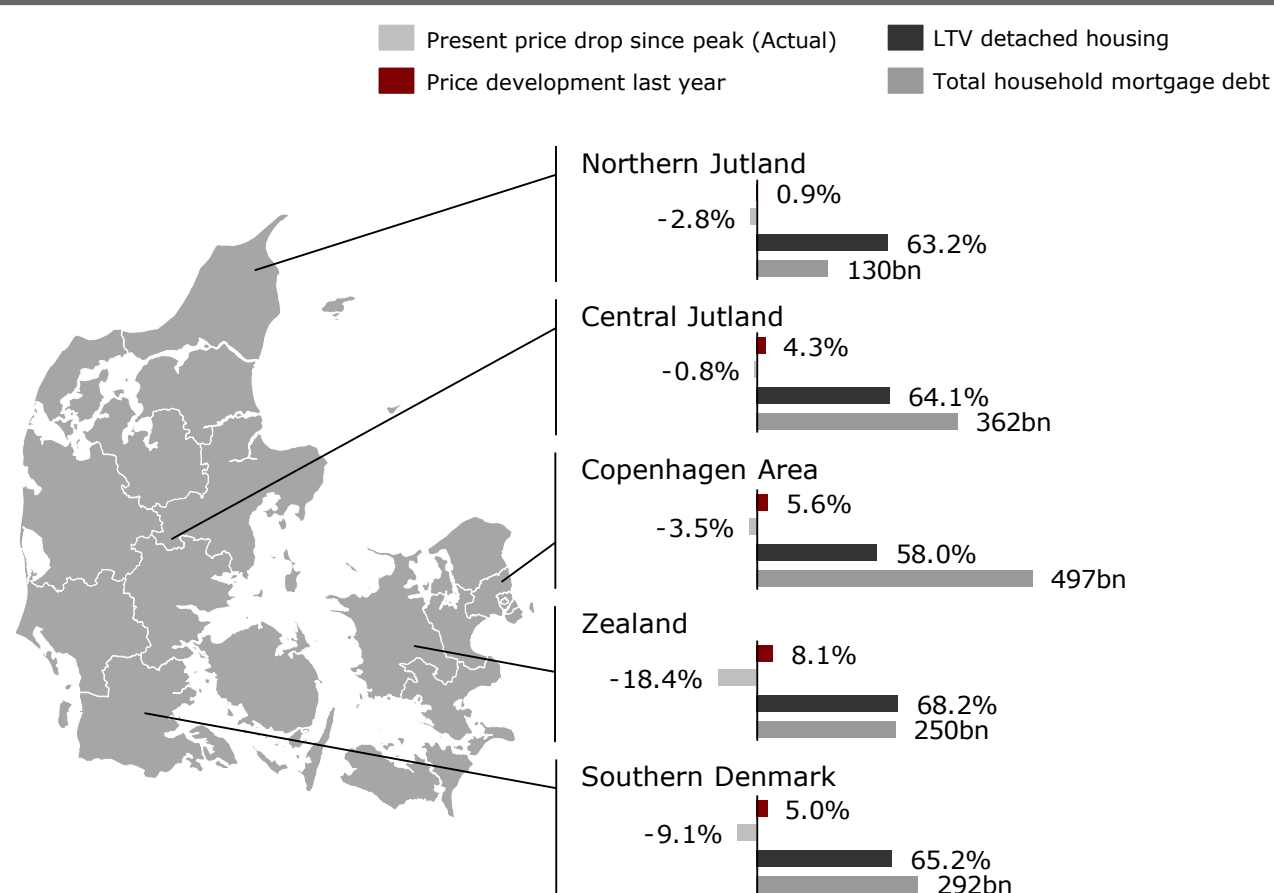 Present price drop since peak (Actual)
LTV detached housing
Price development last year
Total household mortgage debt
Northern Jutland
0.9%
-2.8%
63.2%
130bn
Central Jutland
4.3%
-0.8%
64.1%
362bn
Copenhagen Area
5.6%
-3.5%
58.0%
497bn
Zealand
8.1%
-18.4%
68.2%
250bn
Southern Denmark
5.0%
-9.1%
65.2%
292bn